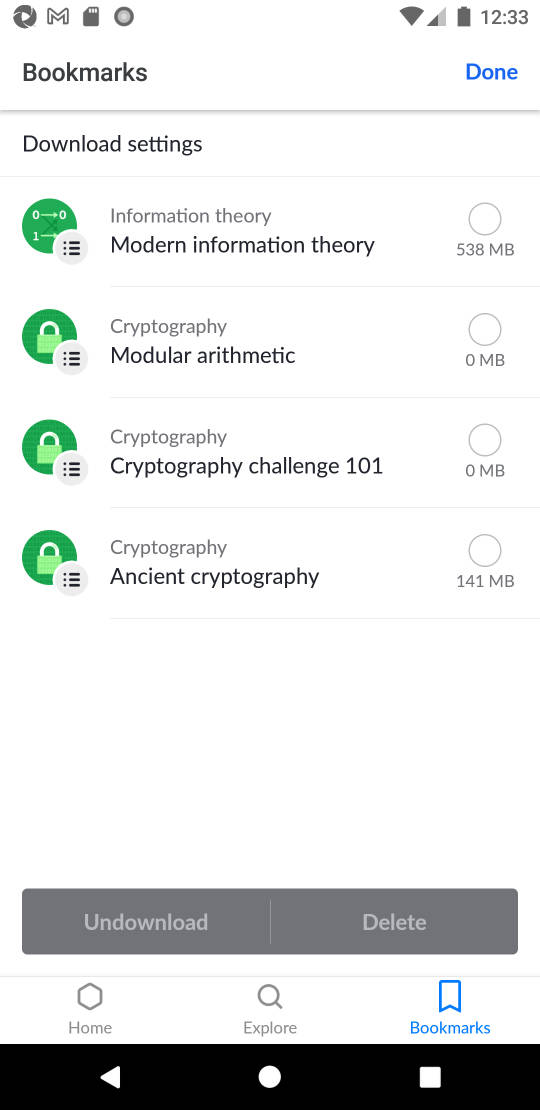 12:33
Bookmarks
Done
Download settings
0→0
1→
Information theory
Modern information theory
538 MB
Cryptography
Modular arithmetic
0 MB
Cryptography
Cryptography challenge 101
0 MB
Cryptography
Ancient cryptography
141 MB
Undownload
Delete
Home
Explore
Bookmarks